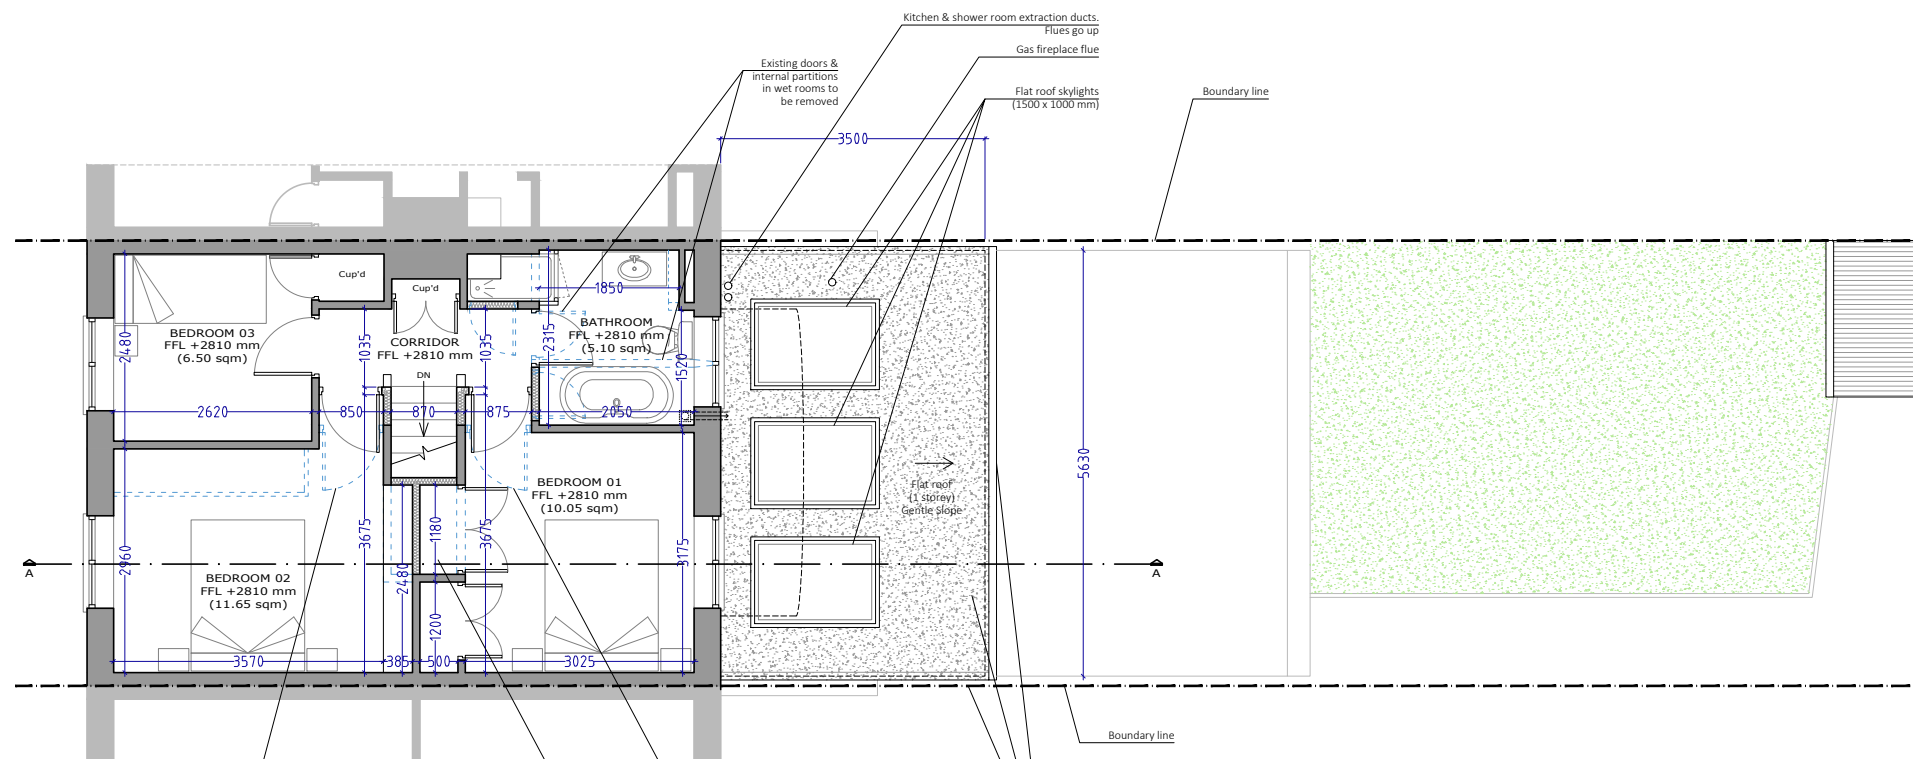 Kitchen & shower room extraction ducts.
Flues go up
Gas fireplace flue
Existing doors &
internal partitions
in wet rooms to
be removed
Flat roof skylights
(1500 x 1000 mm)
Boundary line
3500
Cup'd
Cup'd
1850
BEDROOM 03
FFL +2810 mm
(6.50 sqm)
2480
1035
CORRIDOR
FFL +2810 mm
1035
2315
BATHROOM
FFL +2810 mm
(5.10 sqm)
1520
DN
2620
850
870
875
2050
5630
Flat roof
(1 storey)
Gentle Slope
BEDROOM 01
FFL +2810 mm
(10.05 sqm)
2960
3675
2480
1180
3675
3175
A
A
BEDROOM 02
FFL +2810 mm
(11.65 sqm)
1200
3570
385
500
3025
Boundary line